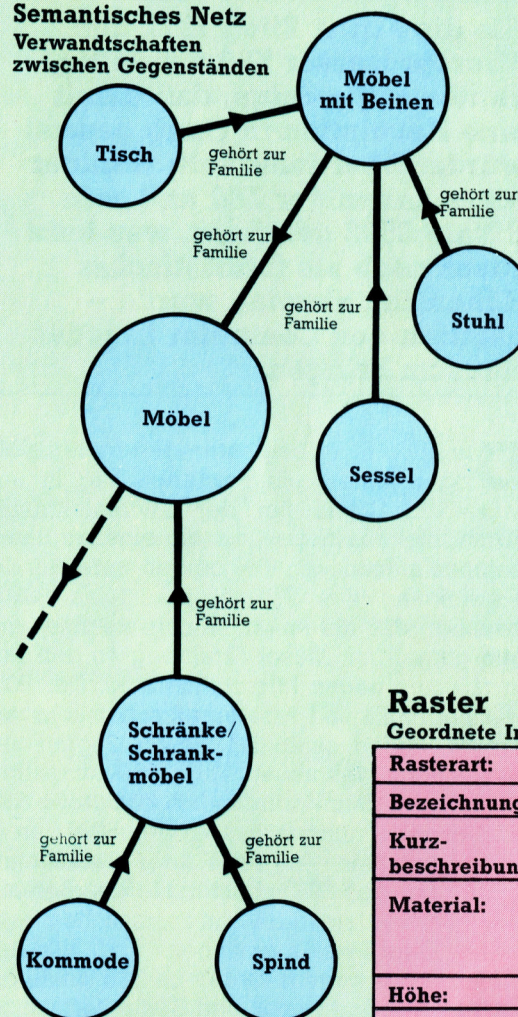 Semantisches Netz
Verwandtschaften
zwischen Gegenständen
Möbel
mit Beinen
Tisch
gehört zur
Familie
gehört zur
Familie
gehört zur
Familie
gehört zur
Familie
Stuhl
Möbel
Sessel
gehört zur
Familie
Schränke/
Schrank-
möbel
gehört zur
Familie
gehört zur
Familie
Kommode
Spind
Raster
Geordnete
Rasterart:
Bezeichnung
Kurz-
beschreibun
Material:
Höhe: